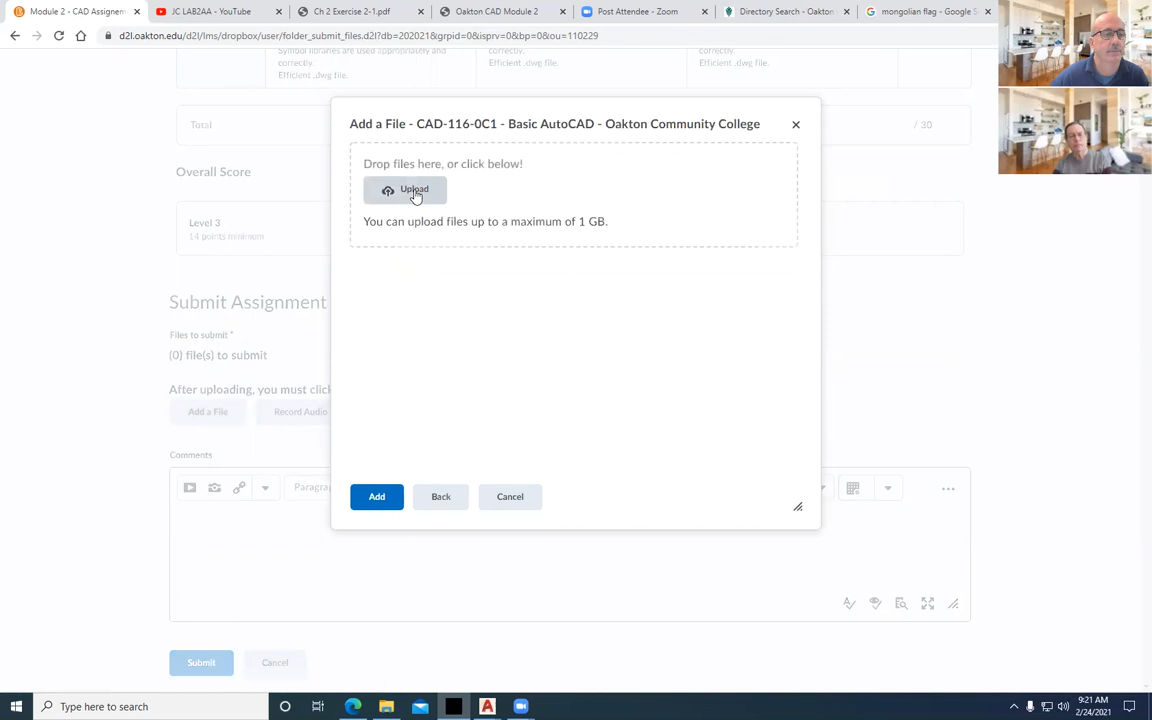 Module 2 - CAD Assignmen
JC LAB2AA - YouTube
Ch 2 Exercise 2-1.pdf
Oakton CAD Module 2
Post Attendee - Zoom
Directory Search - Oakton
mongolian flag - Google S
d2l.oakton.edu/d2l/lms/dropbox/user/folder_submit_files.d2l?db=202021&grpid=0&isprv=0&bp=0&ou=110229
Symbol libraries are used appropriately and
correctly.
Efficient .dwg file.
correctly.
Efficient .dwg file.
correctly.
Efficient .dwg file.
Total
/ 30
Overall Score
Level 3
14 points minimum
Add a File - CAD-116-0C1 - Basic AutoCAD - Oakton Community College
Drop files here, or click below!
Upload
You can upload files up to a maximum of 1 GB.
Add
Back
Cancel
Submit Assignment
Files to submit *
(0) file(s) to submit
After uploading, you must click
Add a File
Record Audio
Comments
Paragra
Submit
Cancel
Type here to search
9:21 AM
2/24/2021